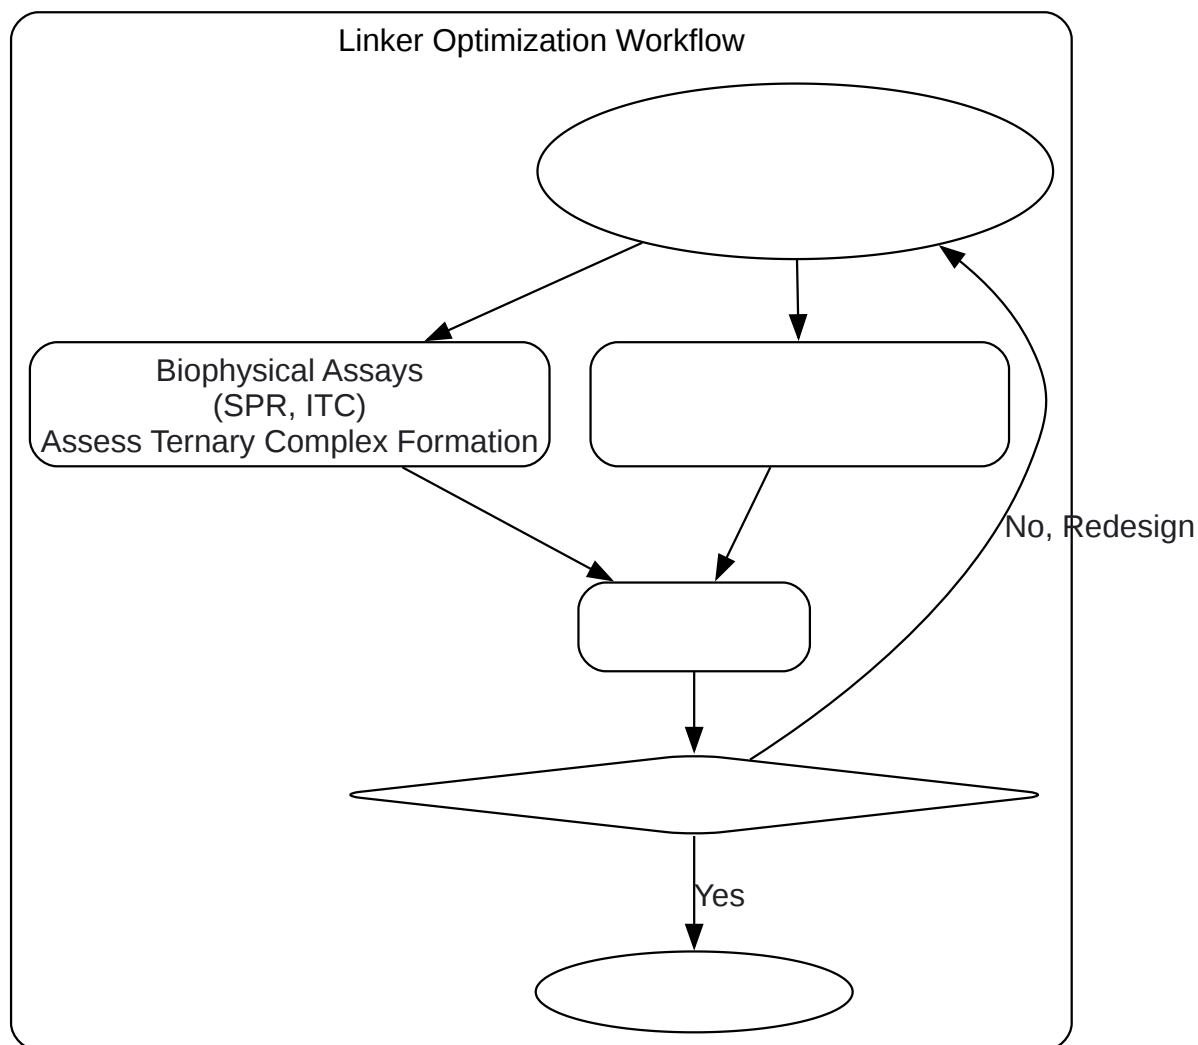 Linker Optimization Workflow
Biophysical Assays
(SPR, ITC)
Assess Ternary Complex Formation
No, Redesign
Yes